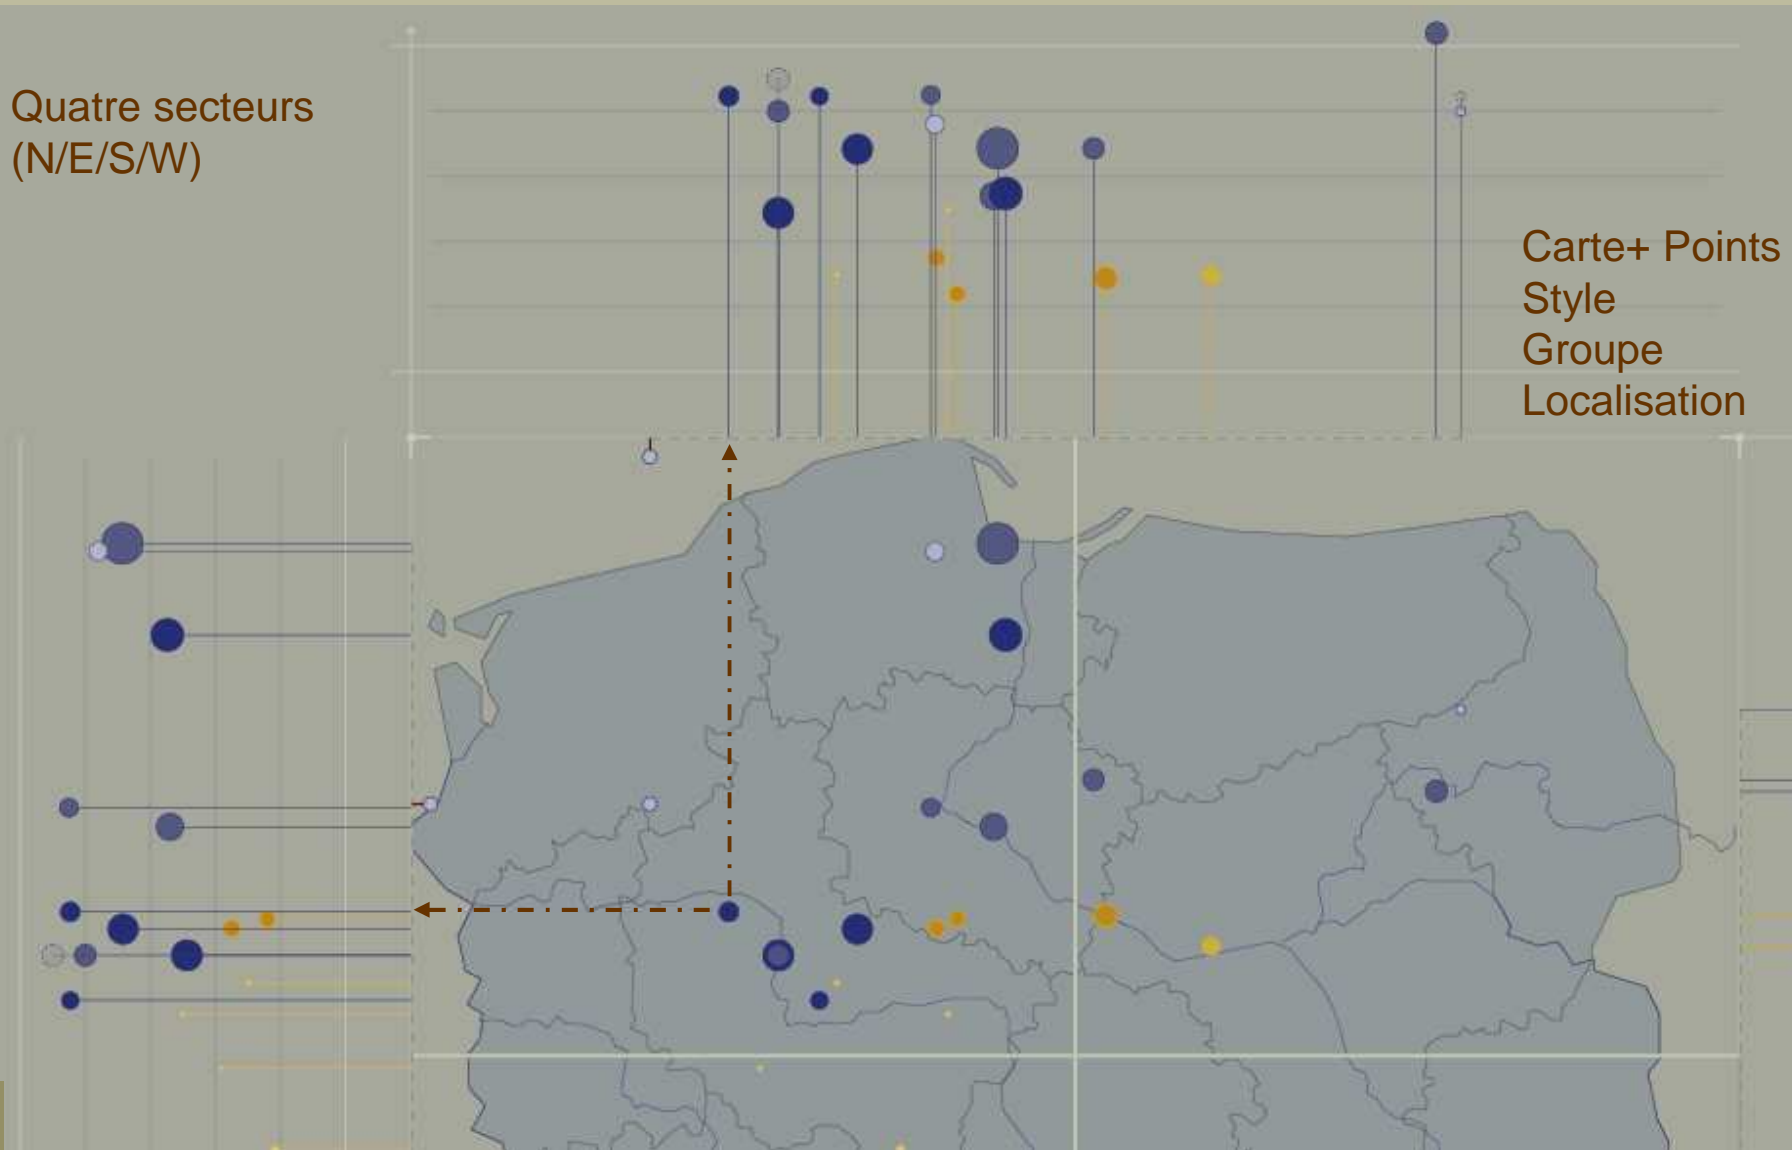 Quatre secteurs
(N/E/S/W)
Carte+ Points
Style
Groupe
Localisation